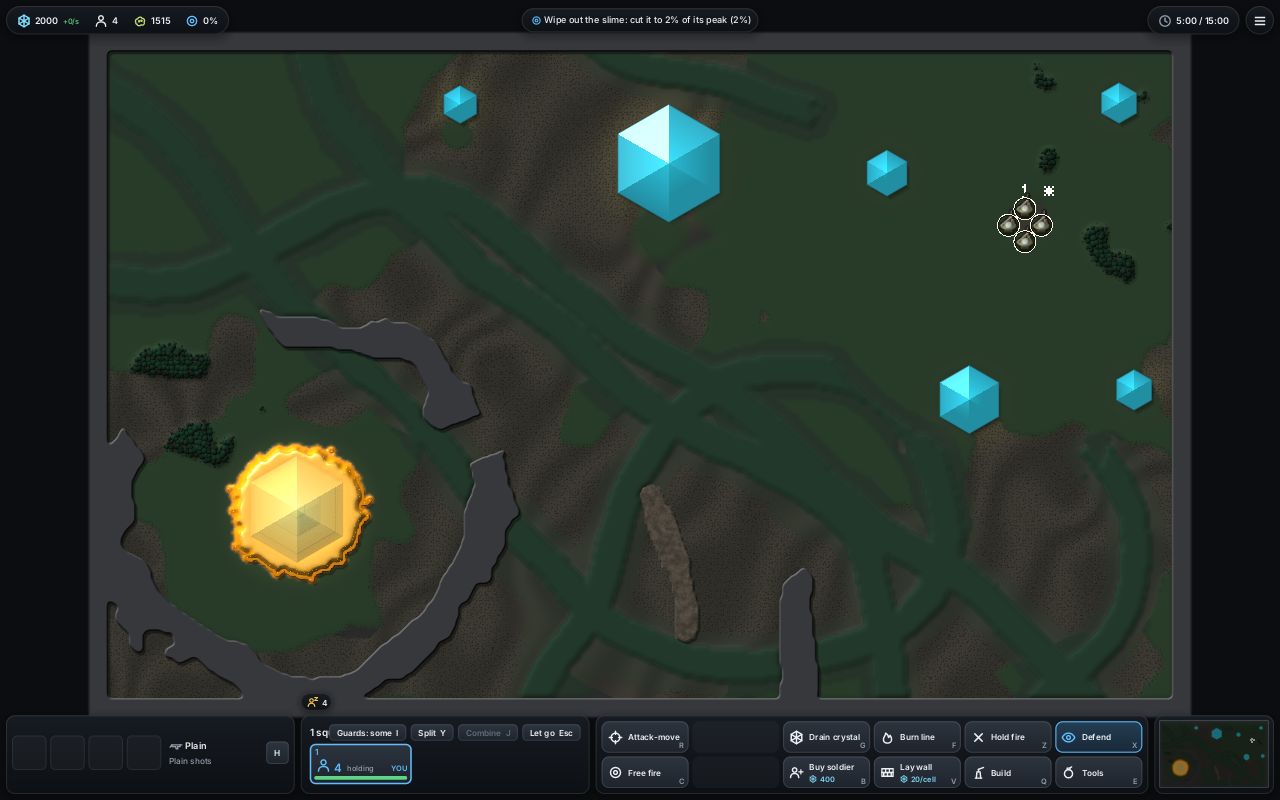 2000 +0/s 4 1515 0%
Wipe out the slime: cut it to 2% of its peak (2%)
5:00 / 15:00
1
4
Plain
Plain shots
H
1 sq
Guards: some I
Split Y
Combine J
Let go Esc
1
4 holding YOU
Attack-move R
Drain crystal G
Burn line F
Hold fire Z
Defend X
Free fire C
Buy soldier 400 B
Lay wall 20/cell V
Build Q
Tools E